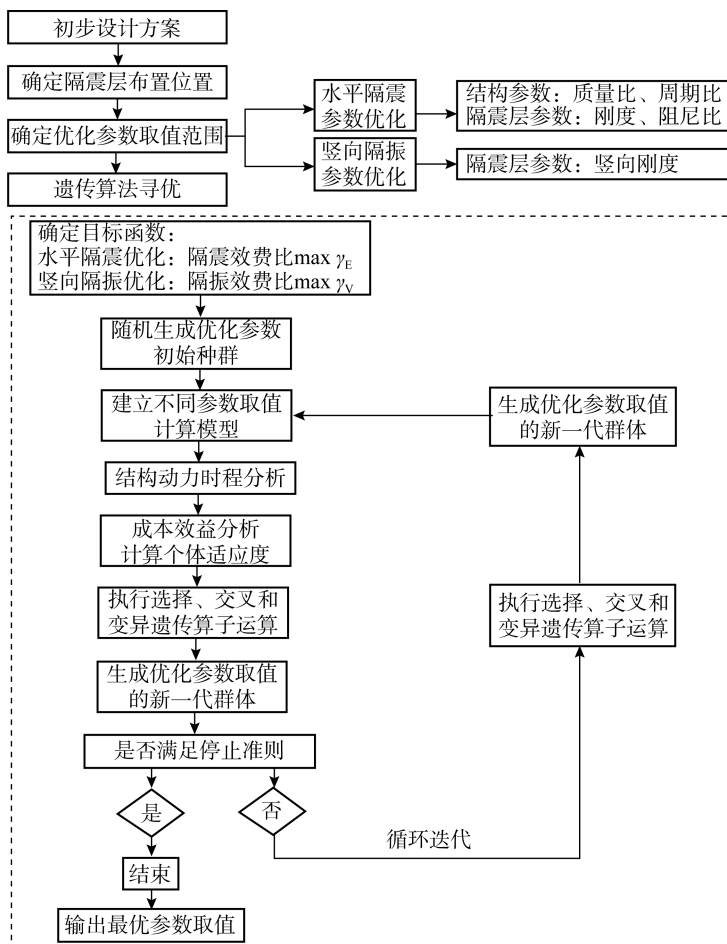 初步设计方案
确定隔震层布置位置
确定优化参数取值范围
遗传算法寻优
水平隔震
参数优化
结构参数：质量比、周期比
隔震层参数：刚度、阻尼比
竖向隔振
参数优化
隔震层参数：竖向刚度
确定目标函数：
水平隔震优化：隔震效费比max γE
竖向隔振优化：隔振效费比max γV
随机生成优化参数
初始种群
建立不同参数取值
计算模型
结构动力时程分析
成本效益分析
计算个体适应度
执行选择、交叉和
变异遗传算子运算
生成优化参数取值
的新一代群体
是否满足停止准则
是
否
结束
输出最优参数取值
循环迭代
执行选择、交叉和
变异遗传算子运算
生成优化参数取值
的新一代群体